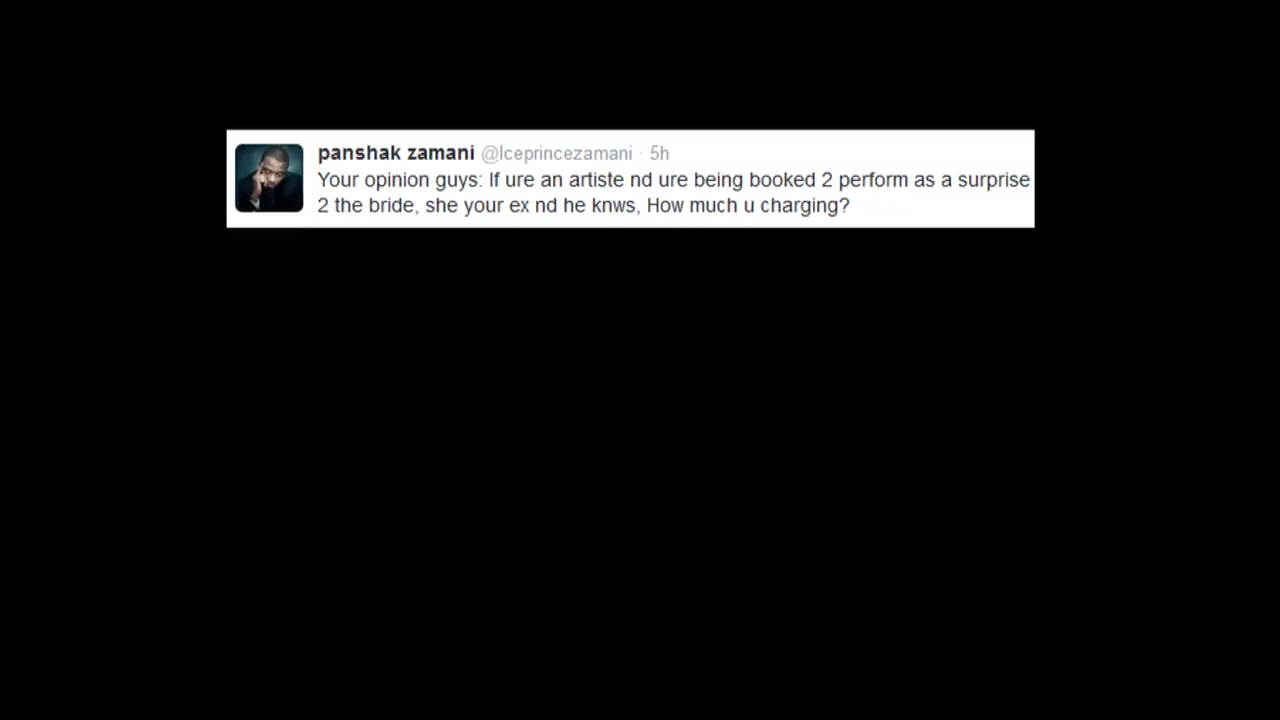 panshak zamani @Iceprincezamani · 5h
Your opinion guys: If ure an artiste nd ure being booked 2 perform as a surprise
2 the bride, she your ex nd he knws, How much u charging?